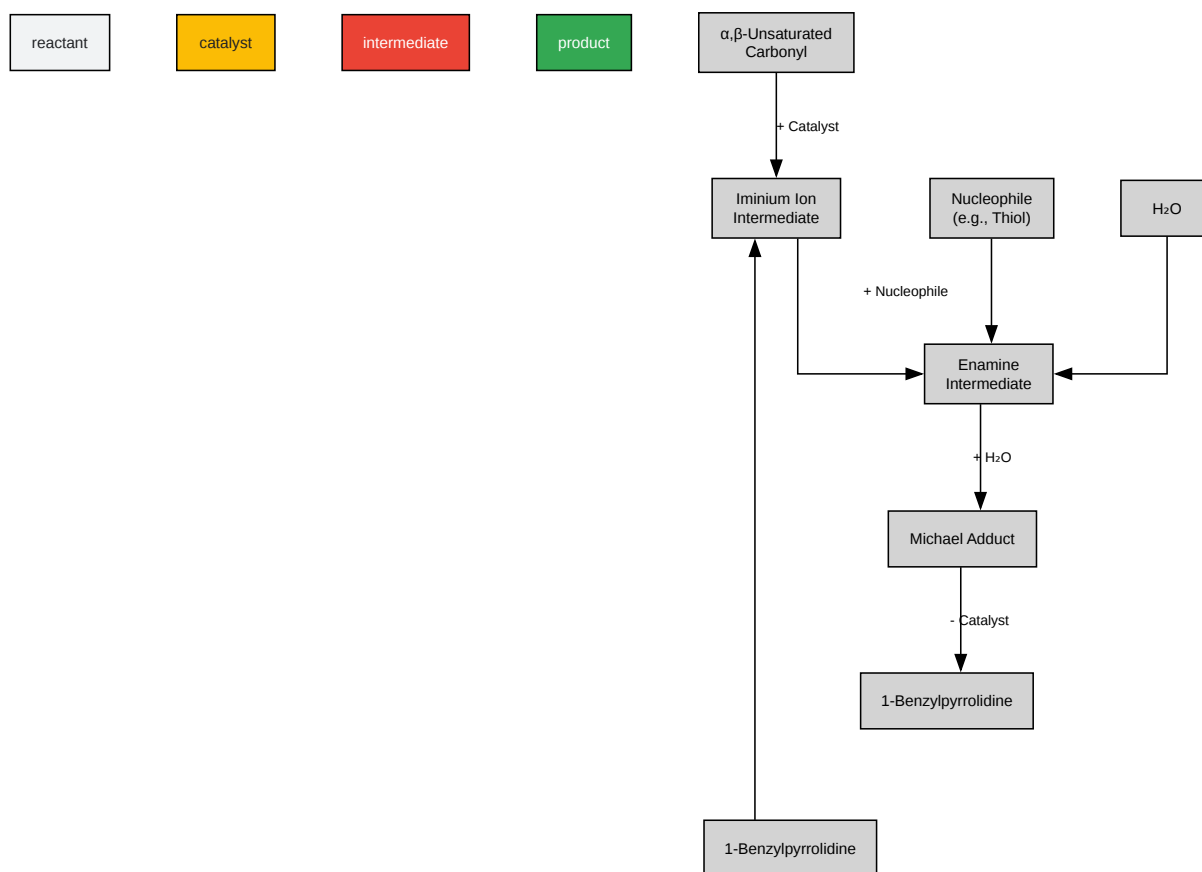 reactant
catalyst
intermediate
product
α,β-Unsaturated
Carbonyl
+ Catalyst
Iminium Ion
Intermediate
Nucleophile
(e.g., Thiol)
H₂O
+ Nucleophile
Enamine
Intermediate
+ H₂O
Michael Adduct
- Catalyst
1-Benzylpyrrolidine
1-Benzylpyrrolidine